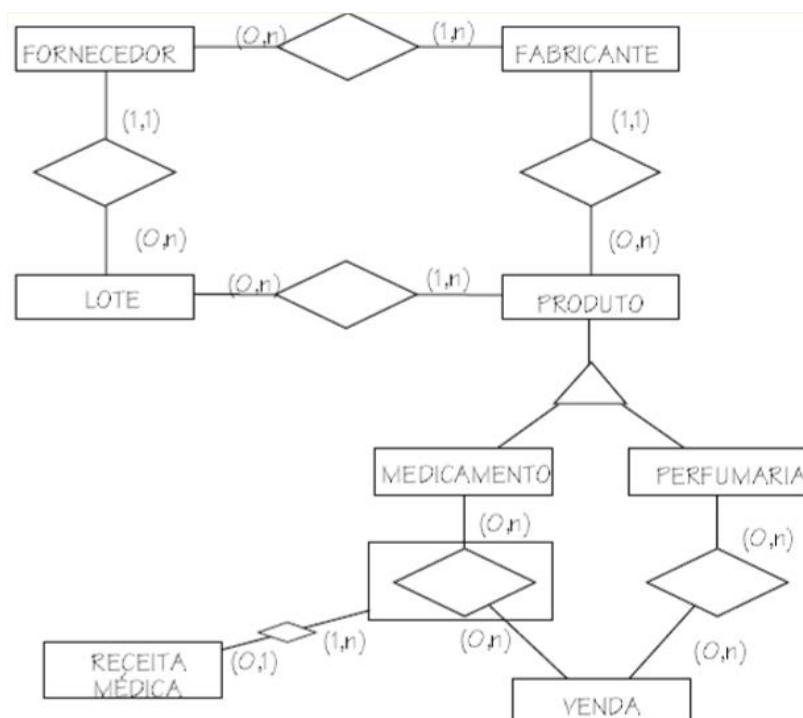 FORNECEDOR (0,n) (1,n) FABRICANTE
(1,1) (1,1)
(0,n) (0,n)
LOTE (0,n) (1,n) PRODUTO
MEDICAMENTO PERFUMARIA
(0,n) (0,n)
RECEITA
MÉDICA (0,1) (1,n) (0,n) (0,n)
VENDA